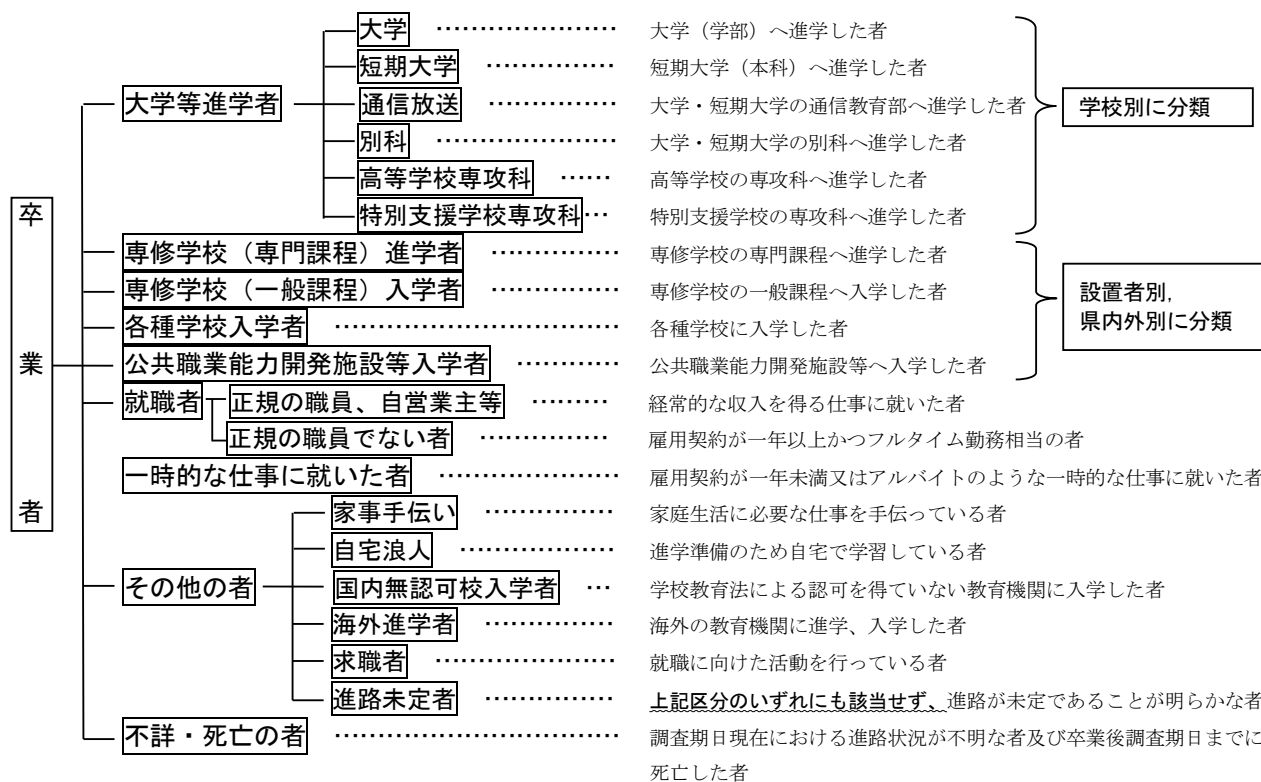 大学 ………………… 大学（学部）へ進学した者
短期大学 …………… 短期大学（本科）へ進学した者
大学等進学者 通信放送 …………… 大学・短期大学の通信教育部へ進学した者 学校別に分類
別科 ………………… 大学・短期大学の別科へ進学した者
高等学校専攻科 …… 高等学校の専攻科へ進学した者
特別支援学校専攻科… 特別支援学校の専攻科へ進学した者
卒業者
専修学校（専門課程）進学者 …………… 専修学校の専門課程へ進学した者
専修学校（一般課程）入学者 …………… 専修学校の一般課程へ入学した者
設置者別，
県内外別に分類
各種学校入学者 ………………………… 各種学校に入学した者
公共職業能力開発施設等入学者 ………… 公共職業能力開発施設等へ入学した者
就職者 正規の職員、自営業主等 ……… 経常的な収入を得る仕事に就いた者
正規の職員でない者 …………… 雇用契約が一年以上かつフルタイム勤務相当の者
一時的な仕事に就いた者 ………………… 雇用契約が一年未満又はアルバイトのような一時的な仕事に就いた者
家事手伝い …………… 家庭生活に必要な仕事を手伝っている者
自宅浪人 ……………… 進学準備のため自宅で学習している者
その他の者 国内無認可校入学者 … 学校教育法による認可を得ていない教育機関に入学した者
海外進学者 …………… 海外の教育機関に進学、入学した者
求職者 ………………… 就職に向けた活動を行っている者
進路未定者 …………… 上記区分のいずれにも該当せず、進路が未定であることが明らかな者
不詳・死亡の者 ………………………… 調査期日現在における進路状況が不明な者及び卒業後調査期日までに
死亡した者